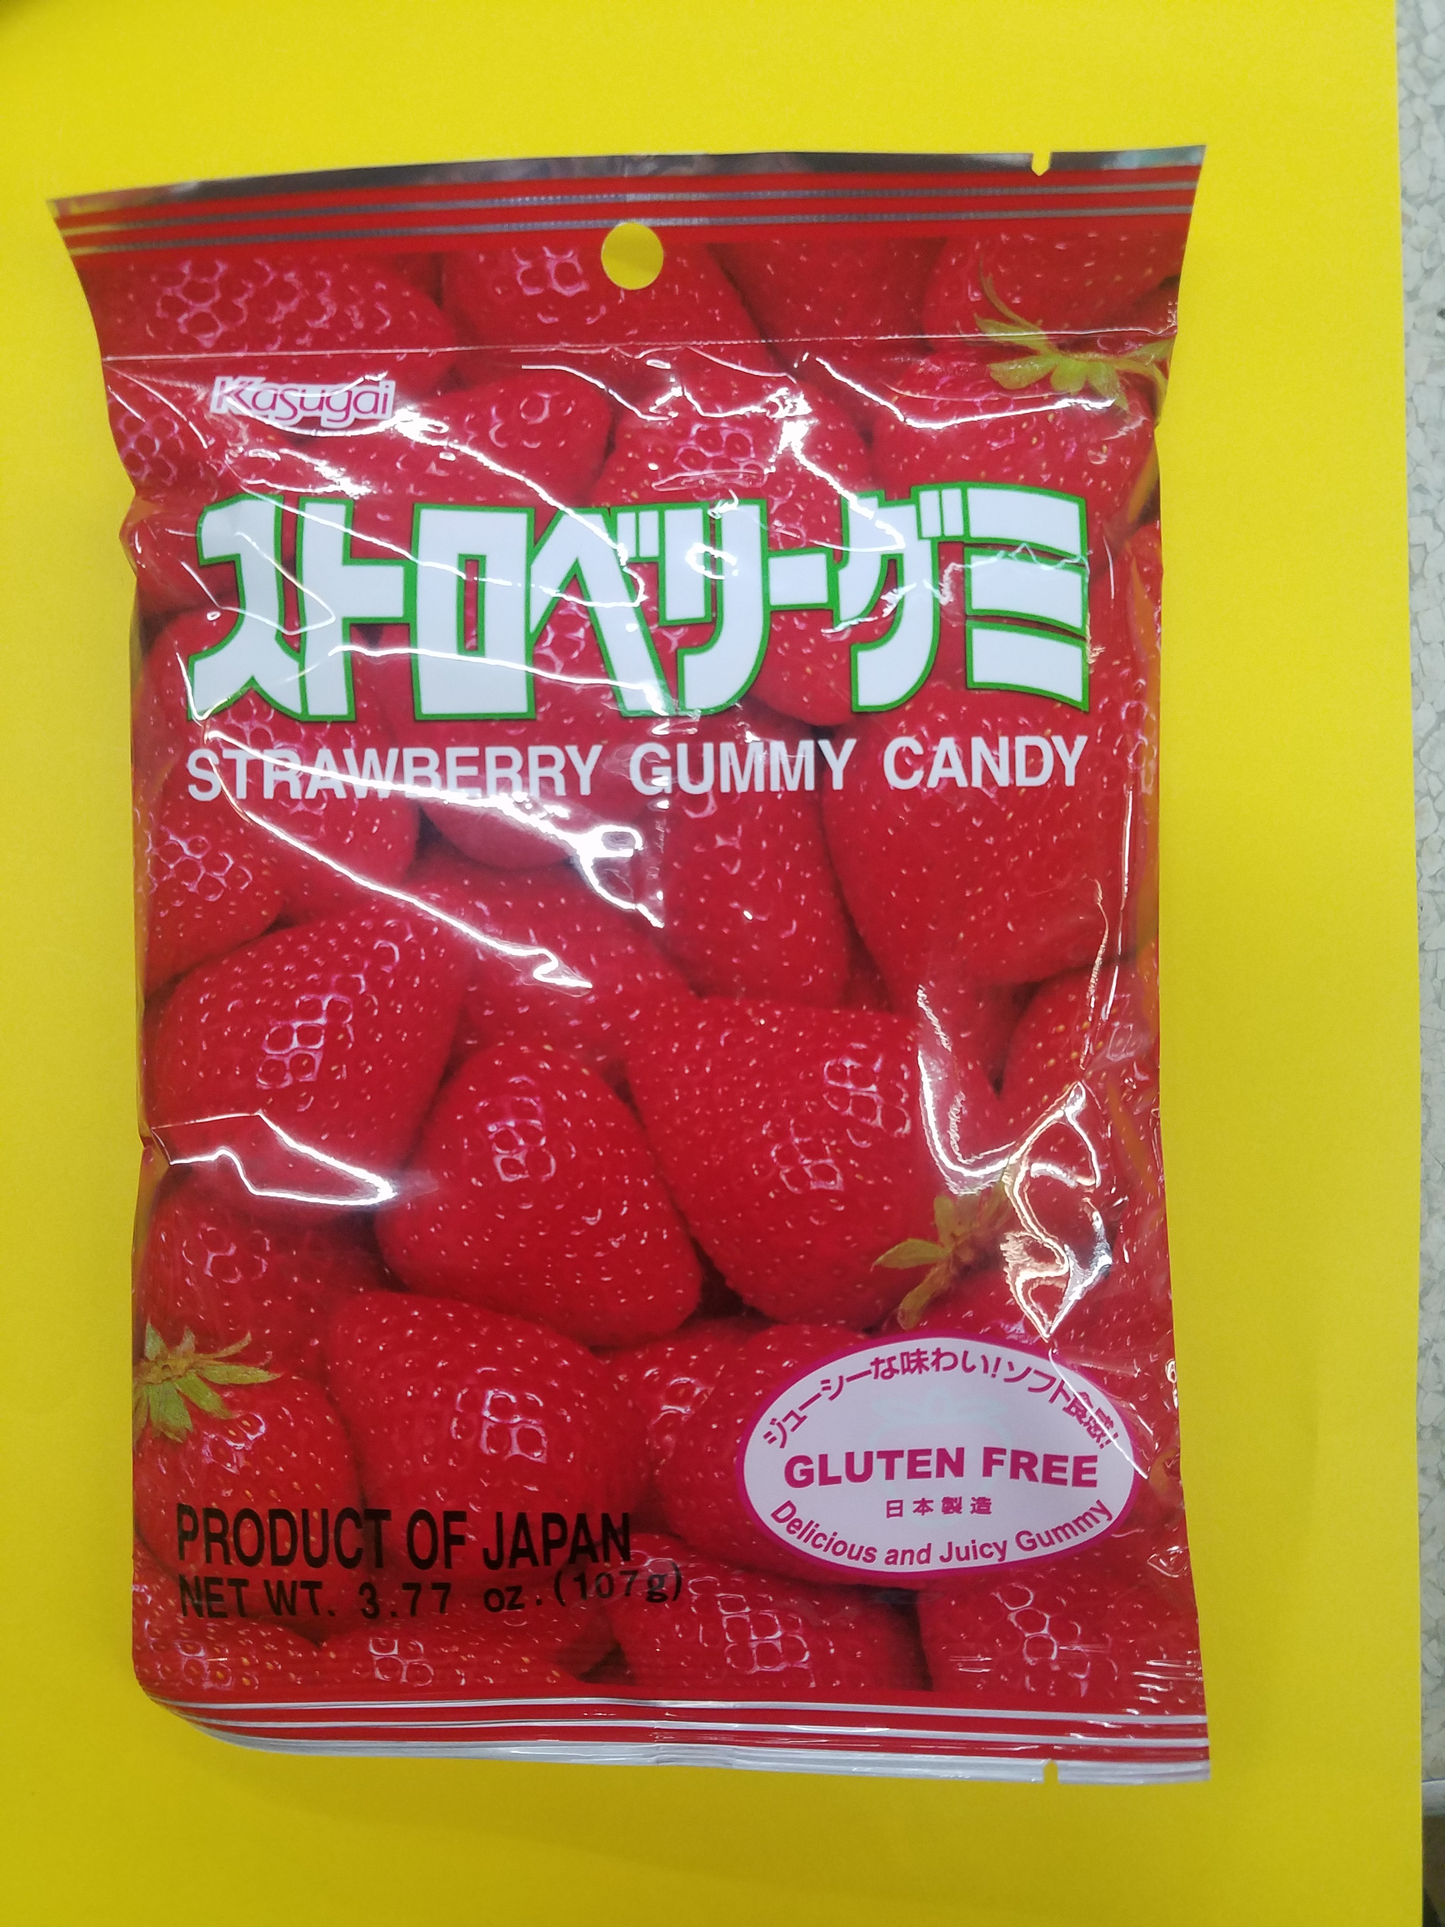 Kasugai
ストロベリーグミ
STRAWBERRY GUMMY CANDY
ジューシーな味わい!ソフト食感!
GLUTEN FREE
日本製造
Delicious and Juicy Gummy
PRODUCT OF JAPAN
NET WT. 3.77 oz.(107g)